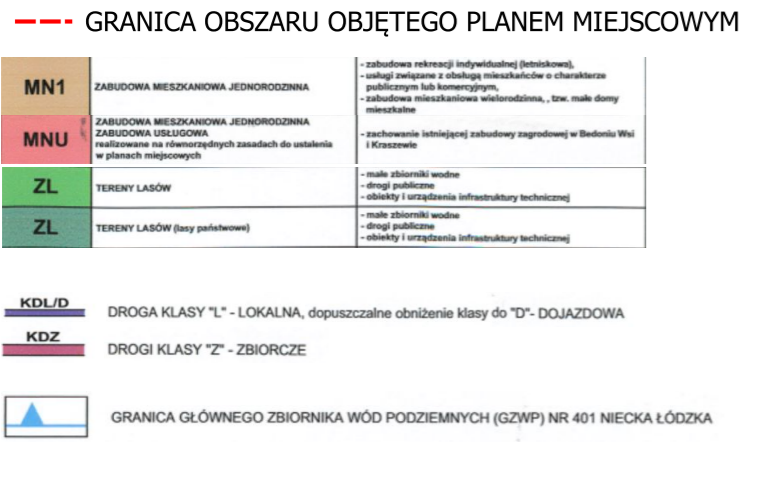 GRANICA OBSZARU OBJĘTEGO PLANEM MIEJSCOWYM
MN1
ZABUDOWA MIESZKANIOWA JEDNORODZINNA
- zabudowa rekreacji indywidualnej (letniskowa),
- usługi związane z obsługą mieszkańców o charakterze
publicznym lub komercyjnym,
- zabudowa mieszkaniowa wielorodzinna, , tzw. małe domy
mieszkalne
MNU
ZABUDOWA MIESZKANIOWA JEDNORODZINNA
ZABUDOWA USŁUGOWA
realizowane na równorzędnych zasadach do ustalenia
w planach miejscowych
- zachowanie istniejącej zabudowy zagrodowej w Bedoniu Wsi
i Kraszewie
ZL
TERENY LASÓW
- małe zbiorniki wodne
- drogi publiczne
- obiekty i urządzenia infrastruktury technicznej
ZL
TERENY LASÓW (lasy państwowe)
- małe zbiorniki wodne
- drogi publiczne
- obiekty i urządzenia infrastruktury technicznej
KDL/D
DROGA KLASY "L" - LOKALNA, dopuszczalne obniżenie klasy do "D"- DOJAZDOWA
KDZ
DROGI KLASY "Z" - ZBIORCZE
GRANICA GŁÓWNEGO ZBIORNIKA WÓD PODZIEMNYCH (GZWP) NR 401 NIECKA ŁÓDZKA